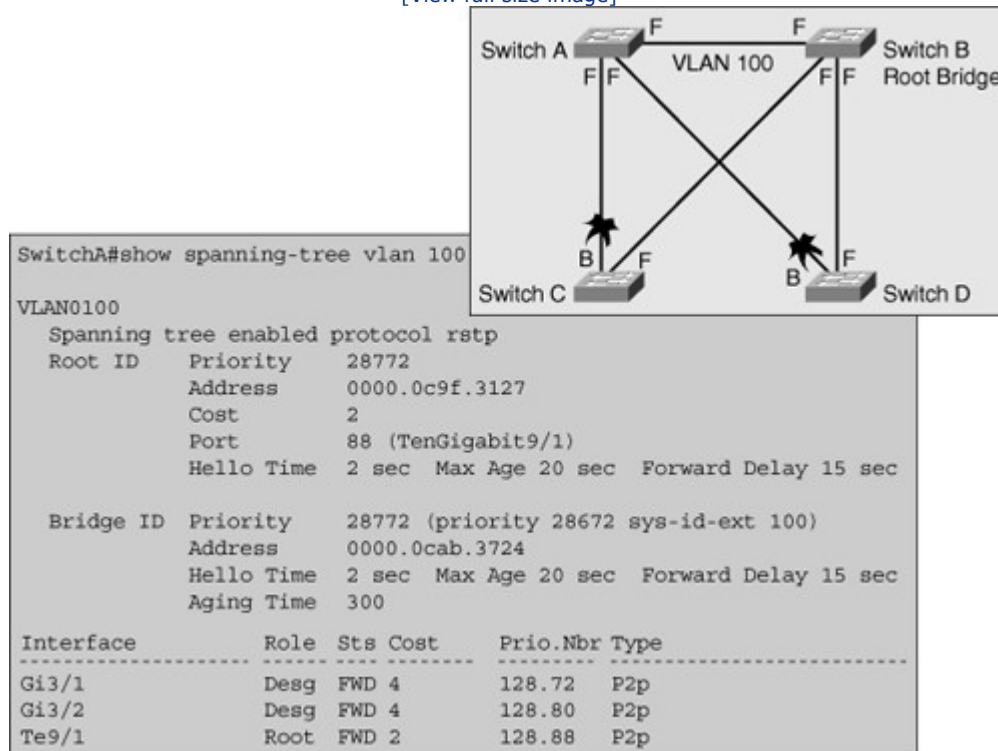 [View full size image]
Switch A
F
F
Switch B
Root Bridge
VLAN 100
F F
F F
B
F
B
F
Switch C
Switch D
SwitchA#show spanning-tree vlan 100
VLAN0100
Spanning tree enabled protocol rstp
Root ID Priority 28772
Address 0000.0c9f.3127
Cost 2
Port 88 (TenGigabit9/1)
Hello Time 2 sec Max Age 20 sec Forward Delay 15 sec
Bridge ID Priority 28772 (priority 28672 sys-id-ext 100)
Address 0000.0cab.3724
Hello Time 2 sec Max Age 20 sec Forward Delay 15 sec
Aging Time 300
Interface Role Sts Cost Prio.Nbr Type
Gi3/1 Desg FWD 4 128.72 P2p
Gi3/2 Desg FWD 4 128.80 P2p
Te9/1 Root FWD 2 128.88 P2p